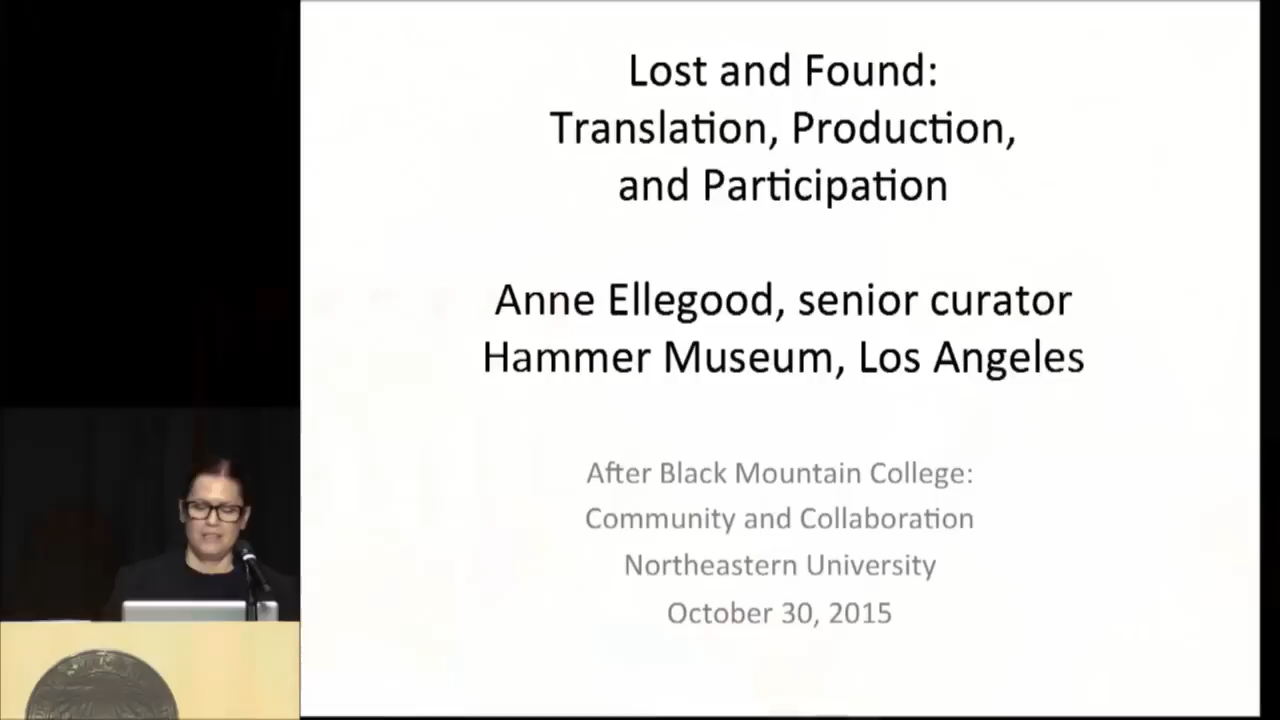 Lost and Found:
Translation, Production,
and Participation
Anne Ellegood, senior curator
Hammer Museum, Los Angeles
After Black Mountain College:
Community and Collaboration
Northeastern University
October 30, 2015